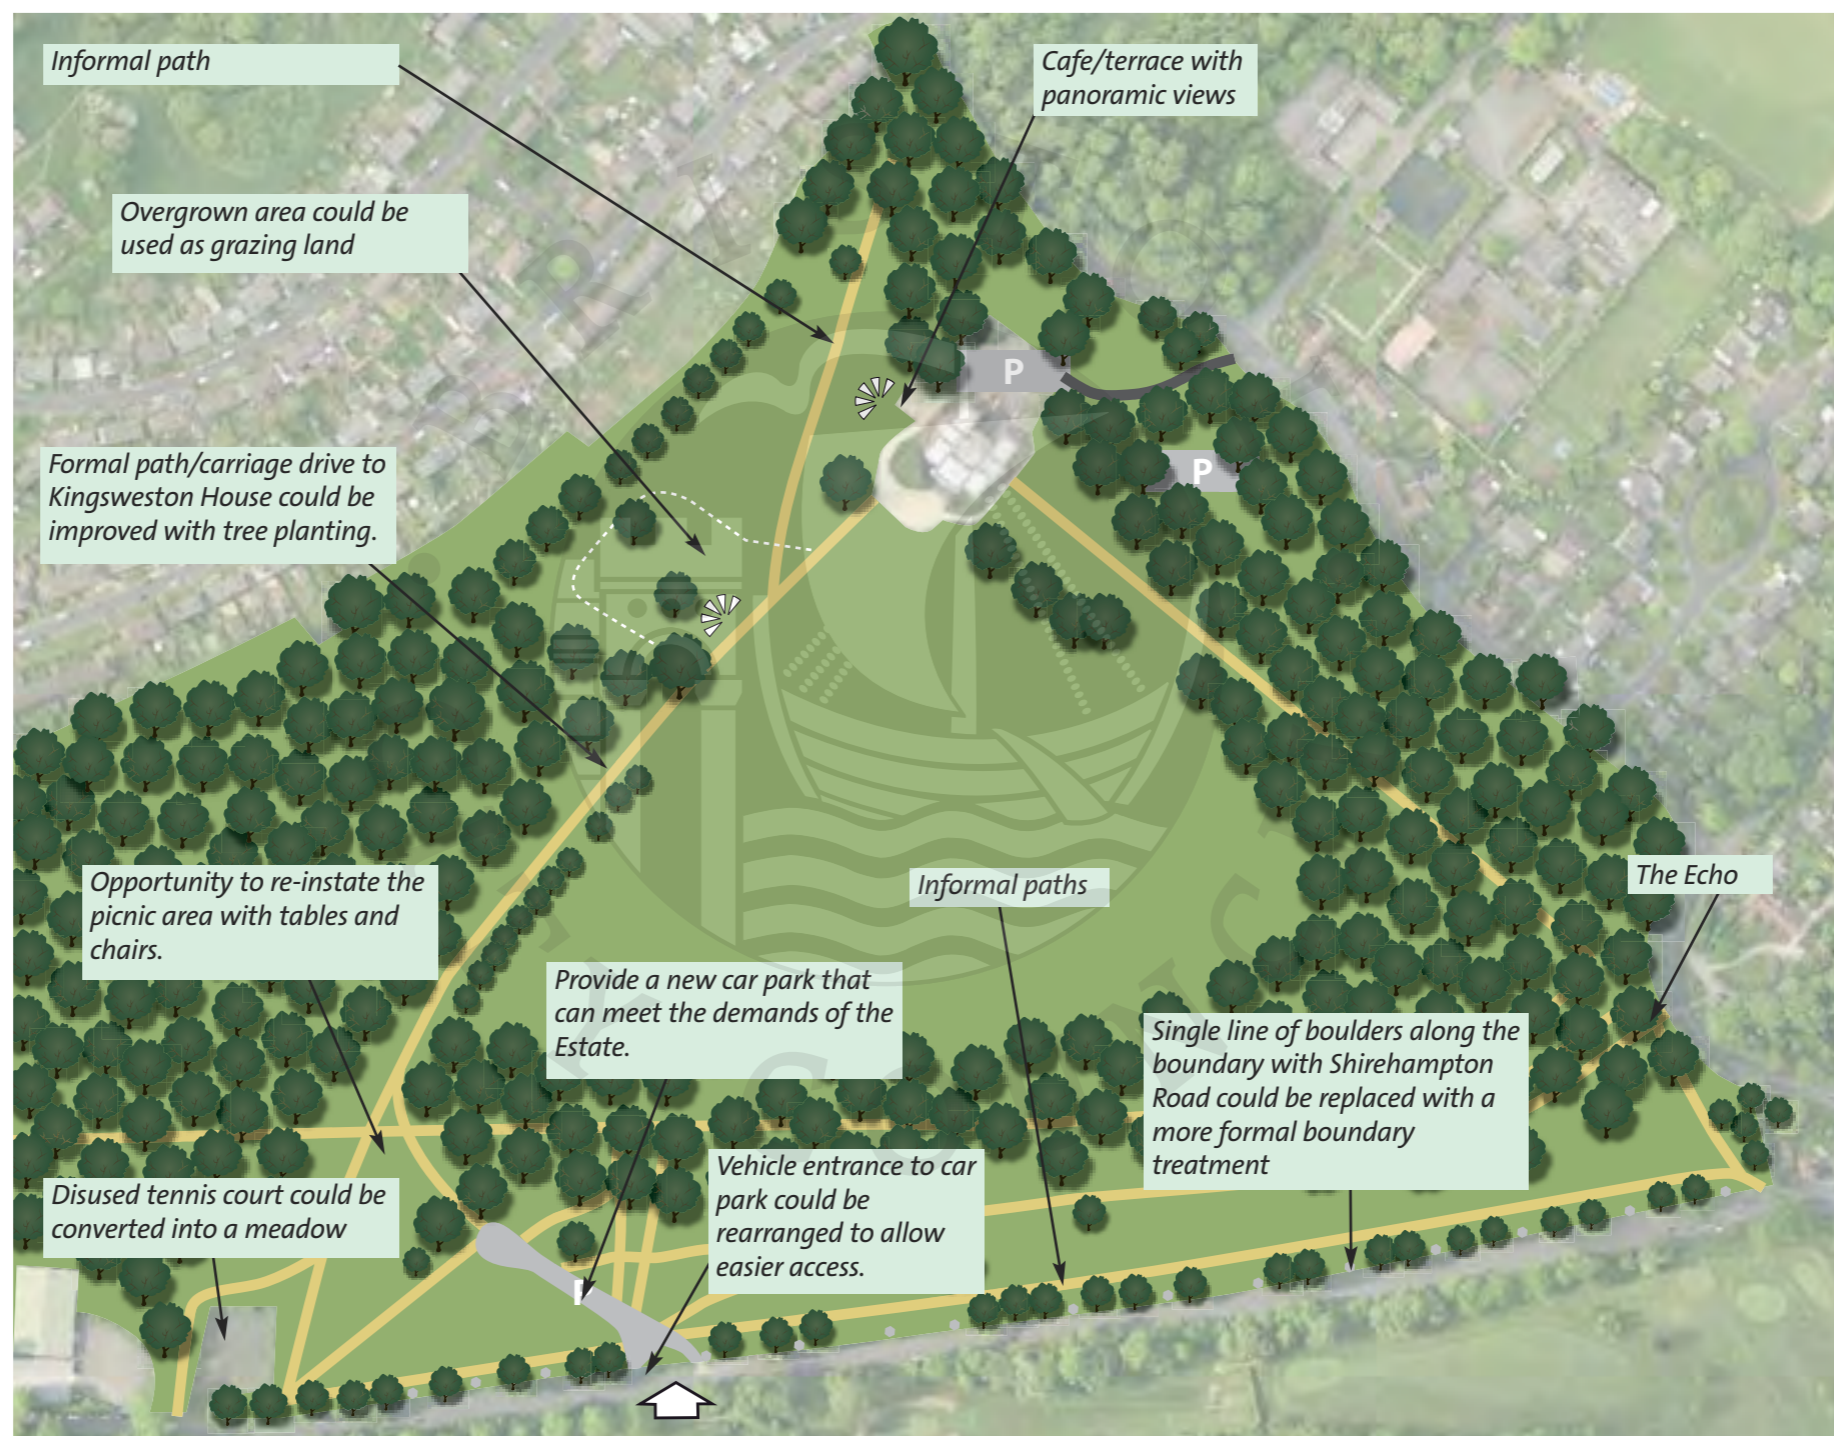 Informal path
Cafe/terrace with
panoramic views
Overgrown area could be
used as grazing land
P
P
Formal path/carriage drive to
Kingsweston House could be
improved with tree planting.
Opportunity to re-instate the
picnic area with tables and
chairs.
Informal paths
The Echo
Provide a new car park that
can meet the demands of the
Estate.
Single line of boulders along the
boundary with Shirehampton
Road could be replaced with a
more formal boundary
treatment
Vehicle entrance to car
park could be
rearranged to allow
easier access.
Disused tennis court could be
converted into a meadow
P